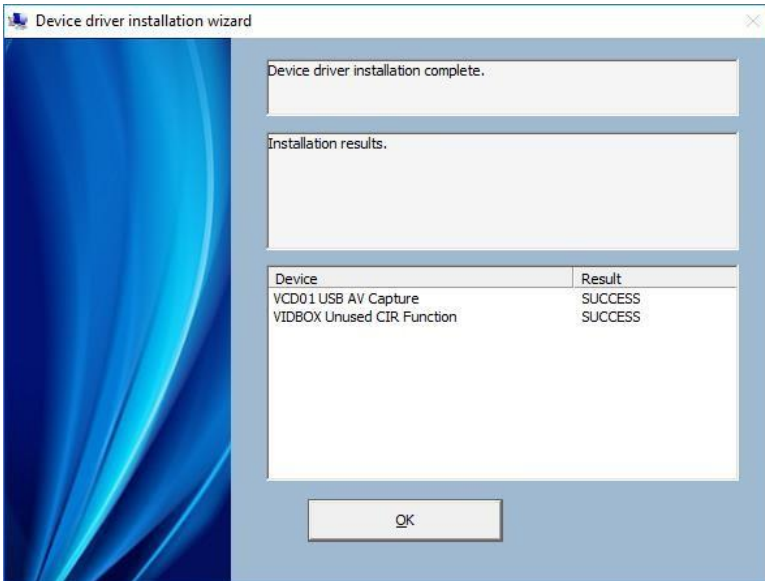 Device driver installation wizard
Device driver installation complete.
Installation results.
Device Result
VCD01 USB AV Capture SUCCESS
VIDBOX Unused CIR Function SUCCESS
OK